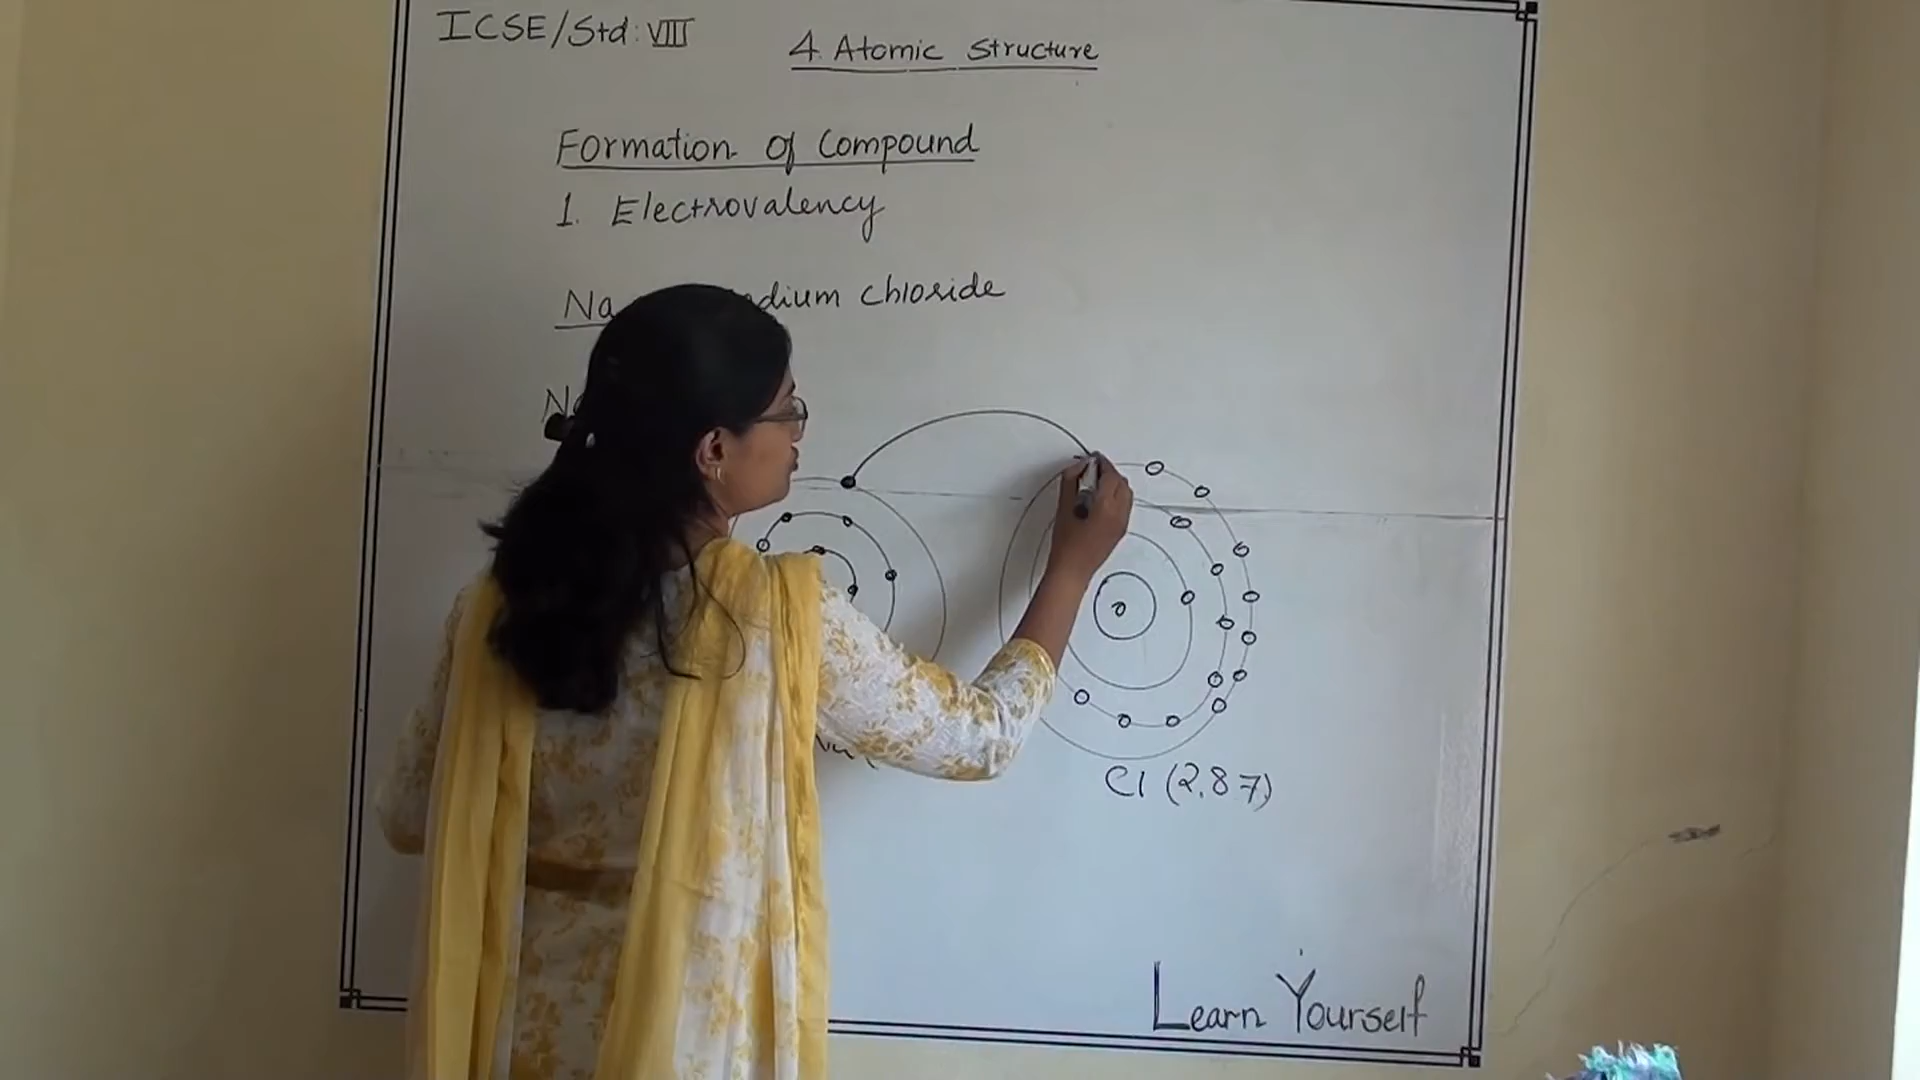 ICSE/Std: VIII
4. Atomic Structure
Formation of Compound
1. Electrovalency
Na dium chloride
Na
Cl (2.8 7)
Learn Yourself